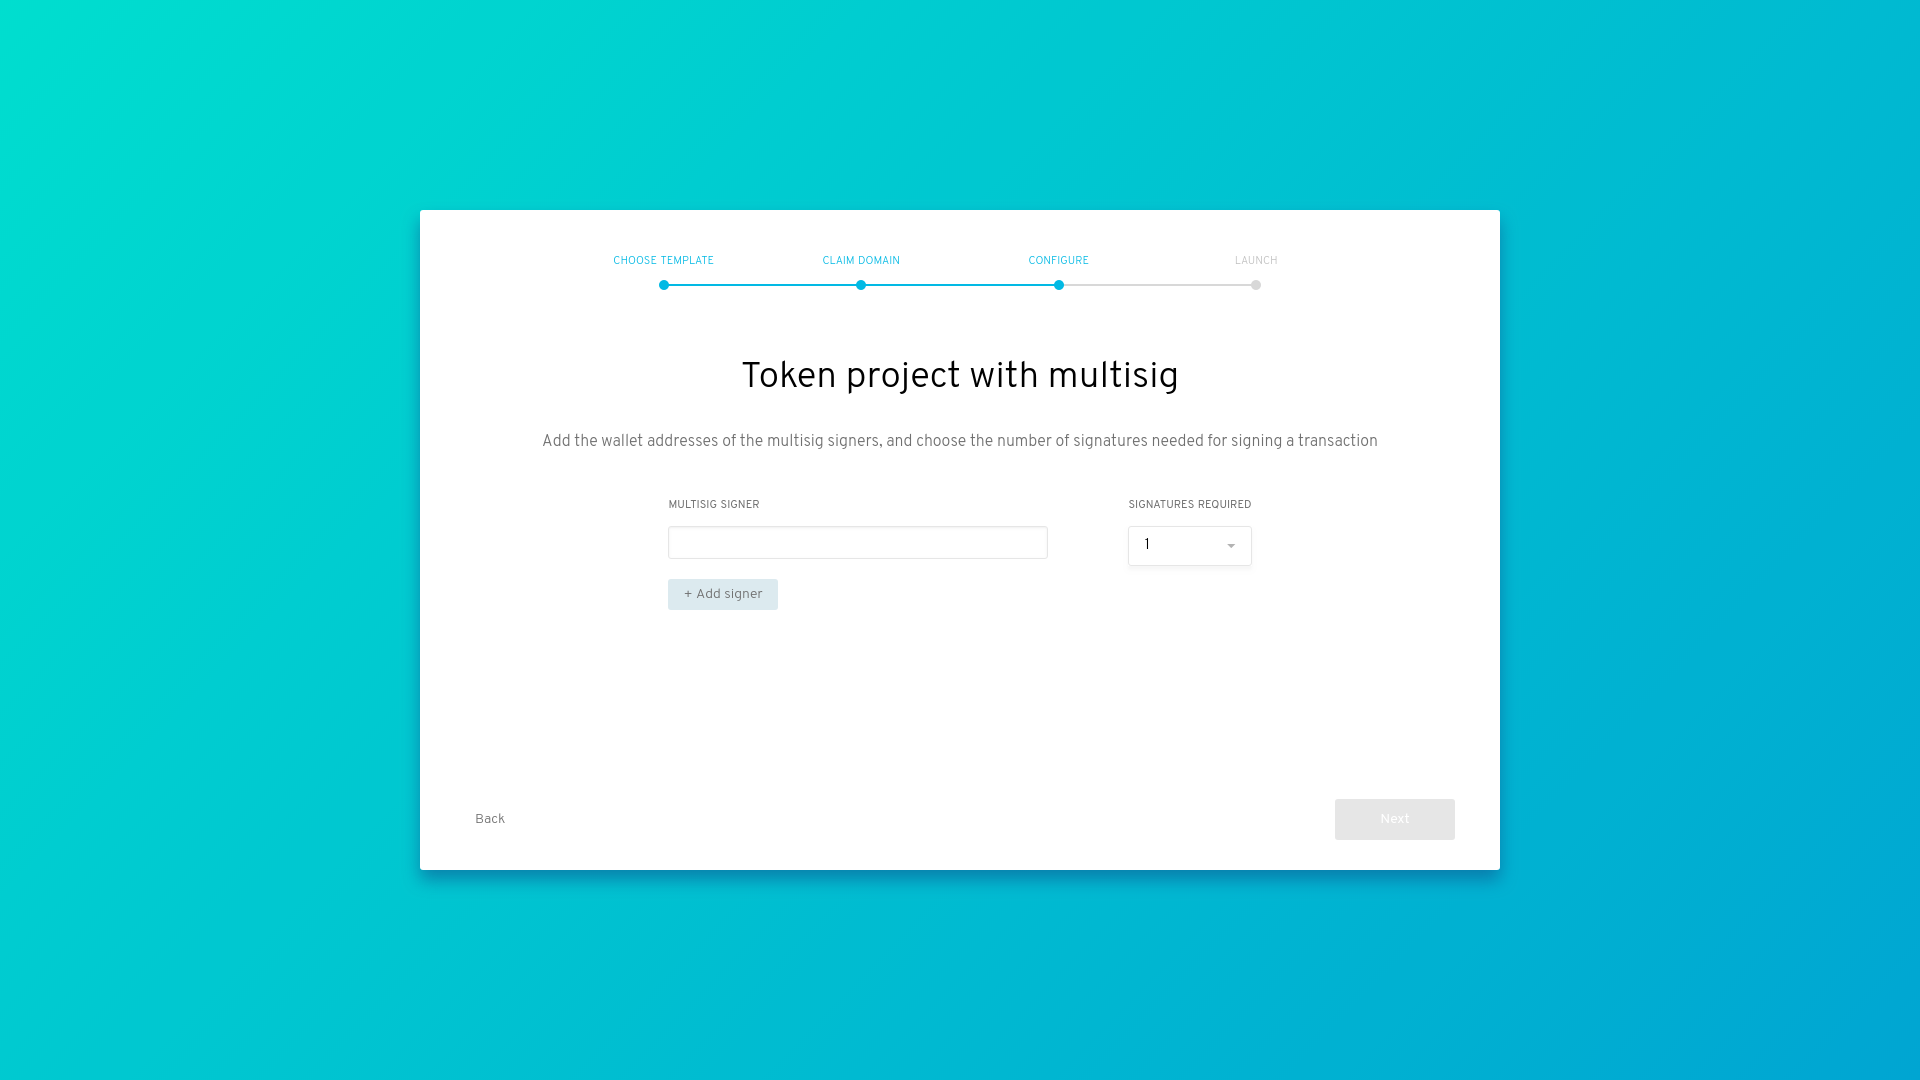 CHOOSE TEMPLATE
CLAIM DOMAIN
CONFIGURE
LAUNCH
Token project with multisig
Add the wallet addresses of the multisig signers, and choose the number of signatures needed for signing a transaction
MULTISIG SIGNER
SIGNATURES REQUIRED
1
+ Add signer
Back
Next